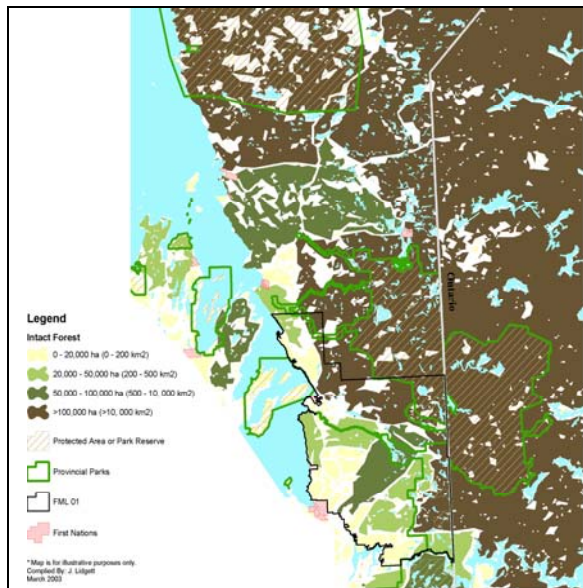 Ontario
Legend
Intact Forest
0 - 20,000 ha (0 - 200 km2)
20,000 - 50,000 ha (200 - 500 km2)
50,000 - 100,000 ha (500 - 10, 000 km2)
>100,000 ha (>10, 000 km2)
Protected Area or Park Reserve
Provincial Parks
FML 01
First Nations
* Map is for illustrative purposes only.
Compiled By: J. Lidgett
March 2003